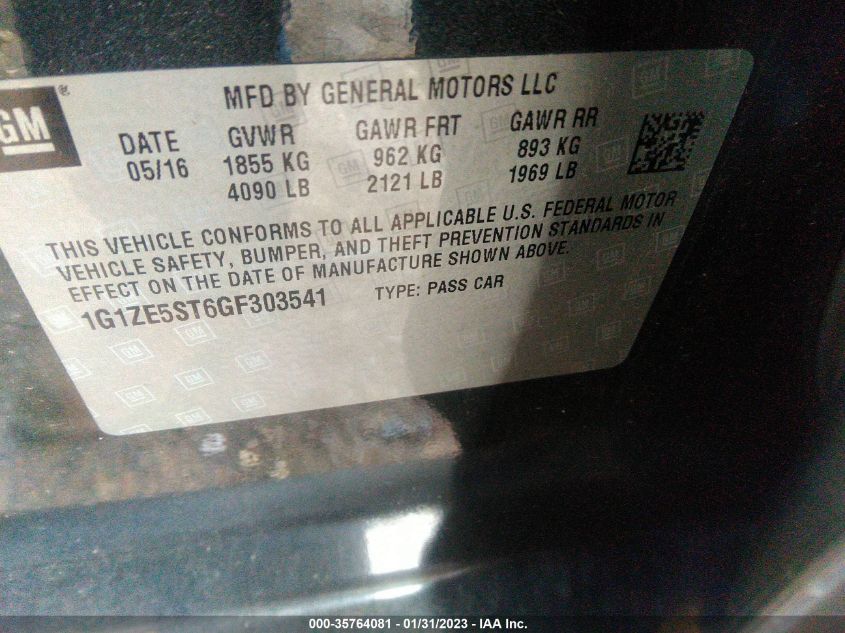 GM ®
MFD BY GENERAL MOTORS LLC
DATE GVWR GAWR FRT GAWR RR
05/16 1855 KG 962 KG 893 KG
4090 LB 2121 LB 1969 LB
THIS VEHICLE CONFORMS TO ALL APPLICABLE U.S. FEDERAL MOTOR
VEHICLE SAFETY, BUMPER, AND THEFT PREVENTION STANDARDS IN
EFFECT ON THE DATE OF MANUFACTURE SHOWN ABOVE.
1G1ZE5ST6GF303541 TYPE: PASS CAR
000-35764081 - 01/31/2023 - IAA Inc.